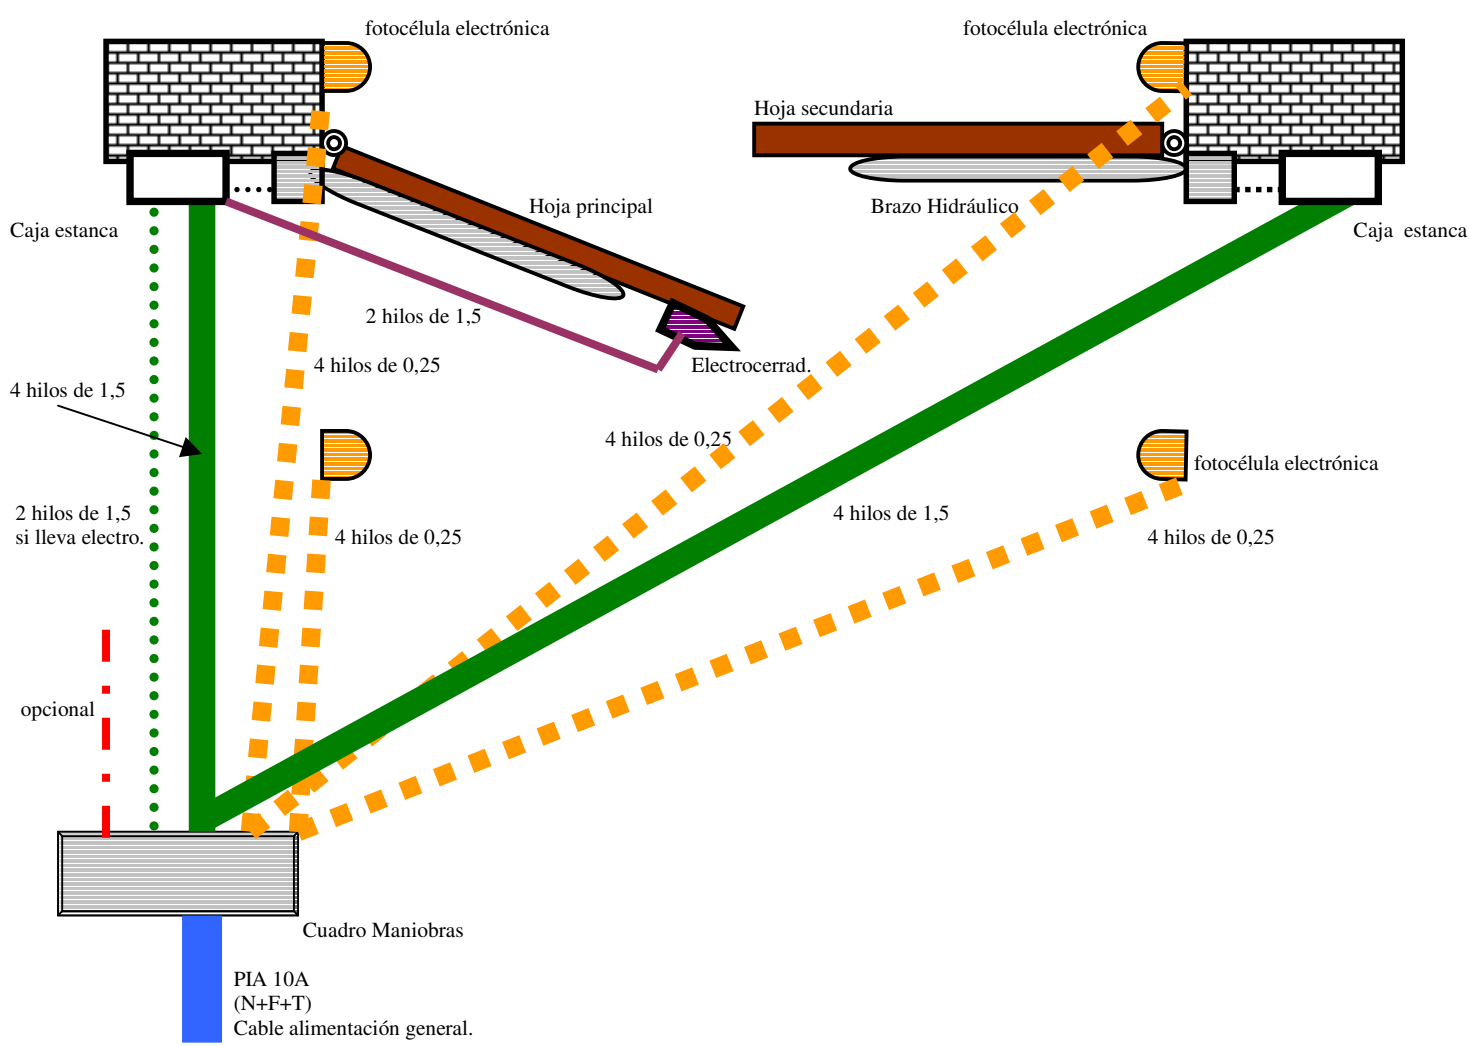 fotocélula electrónica
fotocélula electrónica
Hoja secundaria
Hoja principal
Brazo Hidráulico
Caja estanca
Caja  estanca
2 hilos de 1,5
4 hilos de 0,25
Electrocerrad.
4 hilos de 1,5
4 hilos de 0,25
fotocélula electrónica
2 hilos de 1,5
si lleva electro.
4 hilos de 0,25
4 hilos de 1,5
4 hilos de 0,25
opcional
Cuadro Maniobras
PIA 10A
(N+F+T)
Cable alimentación general.